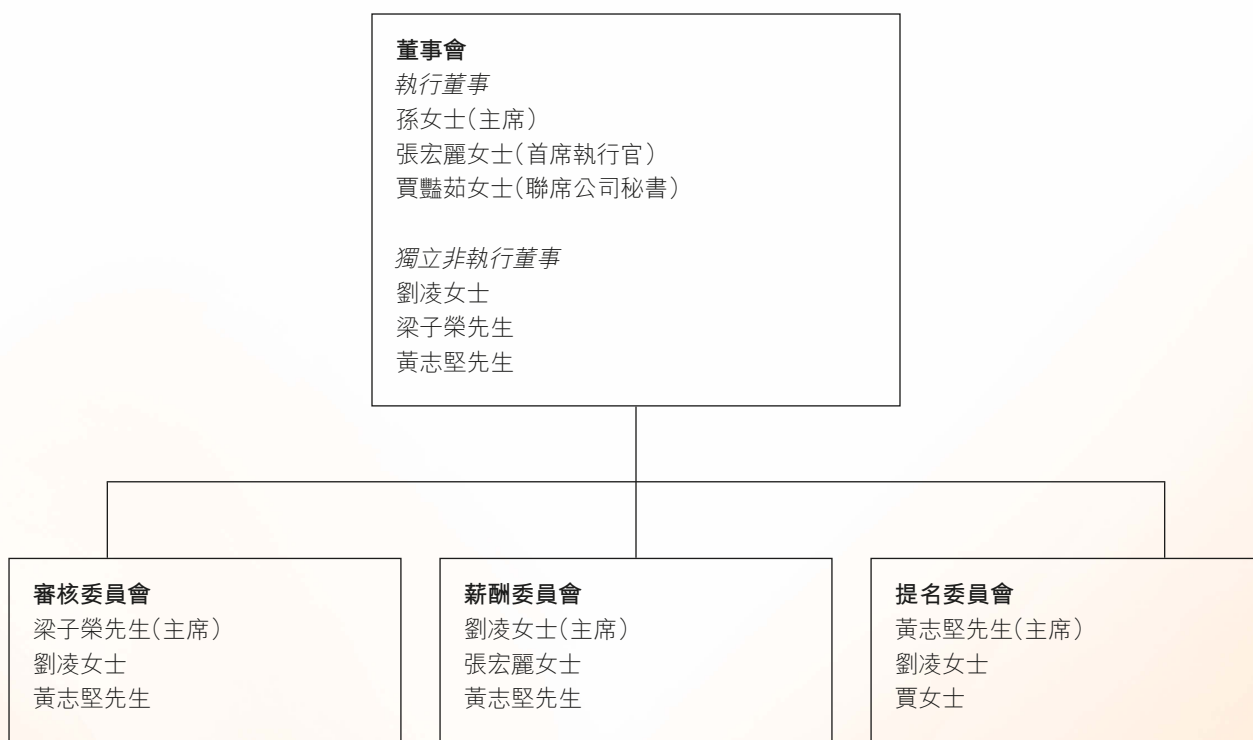 董事會
執行董事
孫女士(主席)
張宏麗女士(首席執行官)
賈豔茹女士(聯席公司秘書)
獨立非執行董事
劉凌女士
梁子榮先生
黃志堅先生
審核委員會
梁子榮先生(主席)
劉凌女士
黃志堅先生
薪酬委員會
劉凌女士(主席)
張宏麗女士
黃志堅先生
提名委員會
黃志堅先生(主席)
劉凌女士
賈女士